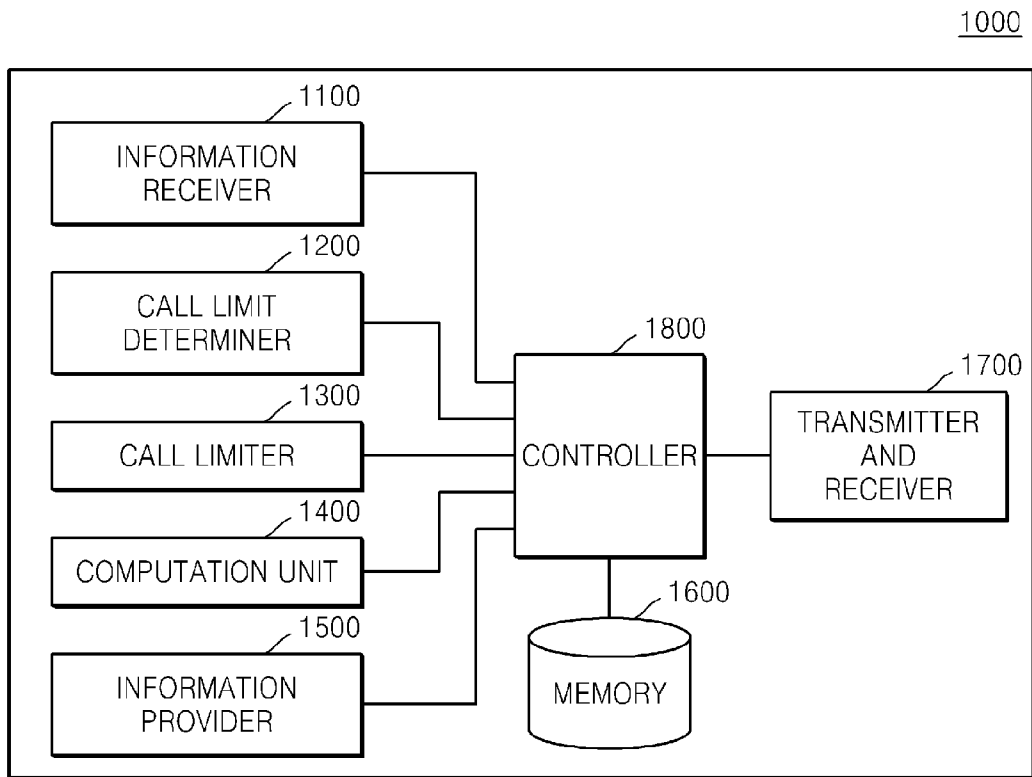 1000
1100
INFORMATION
RECEIVER
1200
CALL LIMIT
DETERMINER
1300
CALL LIMITER
1400
COMPUTATION UNIT
1500
INFORMATION
PROVIDER
1800
CONTROLLER
1700
TRANSMITTER
AND
RECEIVER
1600
MEMORY